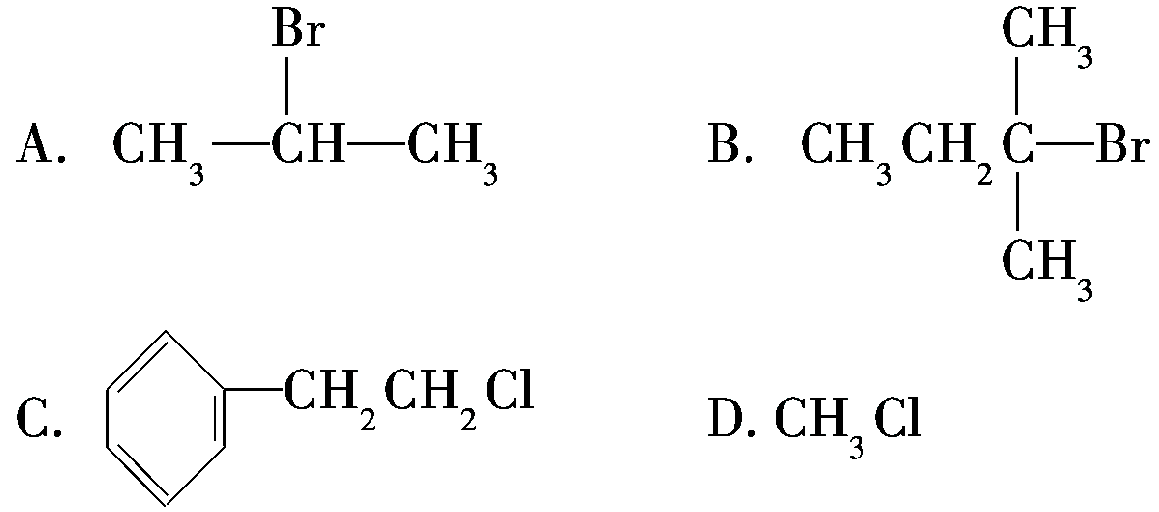 Br
CH₃
A. CH₃—CH—CH₃
B. CH₃CH₂C—Br
CH₃
C. CH₂CH₂Cl
D. CH₃Cl